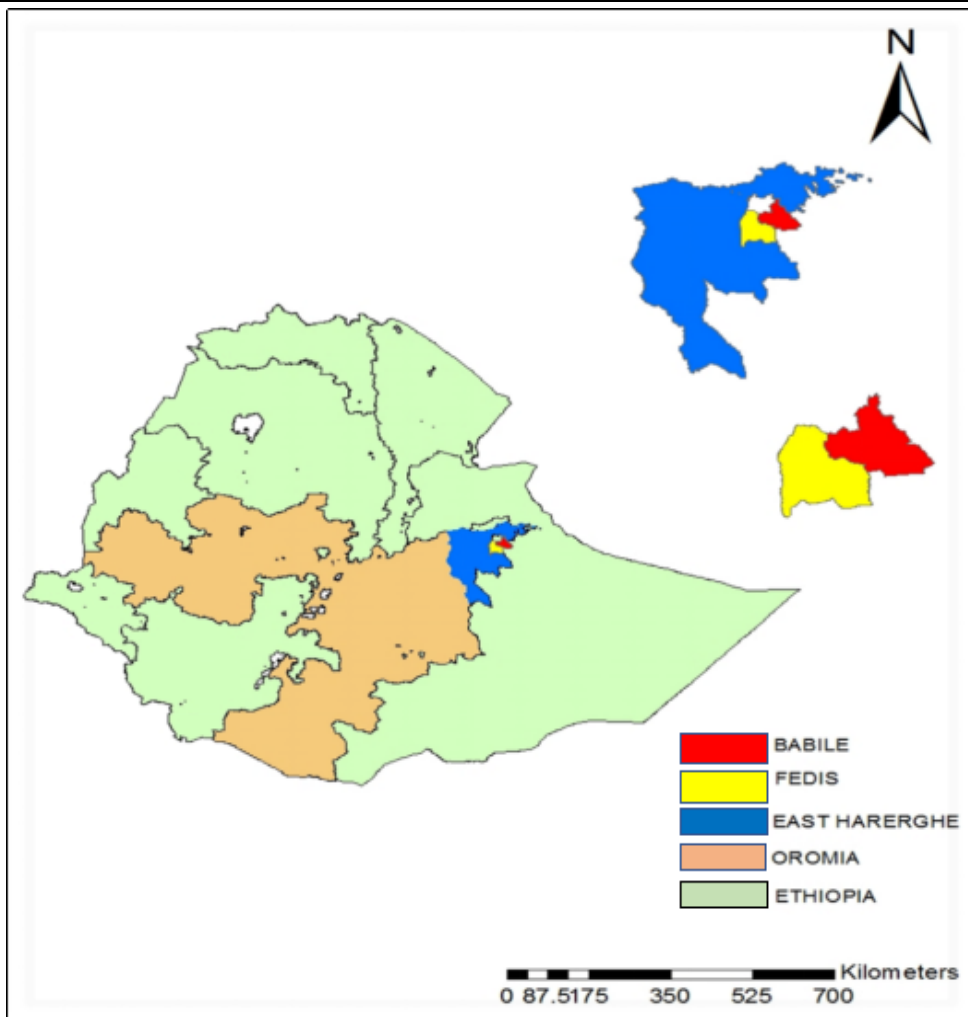 N
BABILE
FEDIS
EAST HARERGHE
OROMIA
ETHIOPIA
Kilometers
0 87.5175 350 525 700